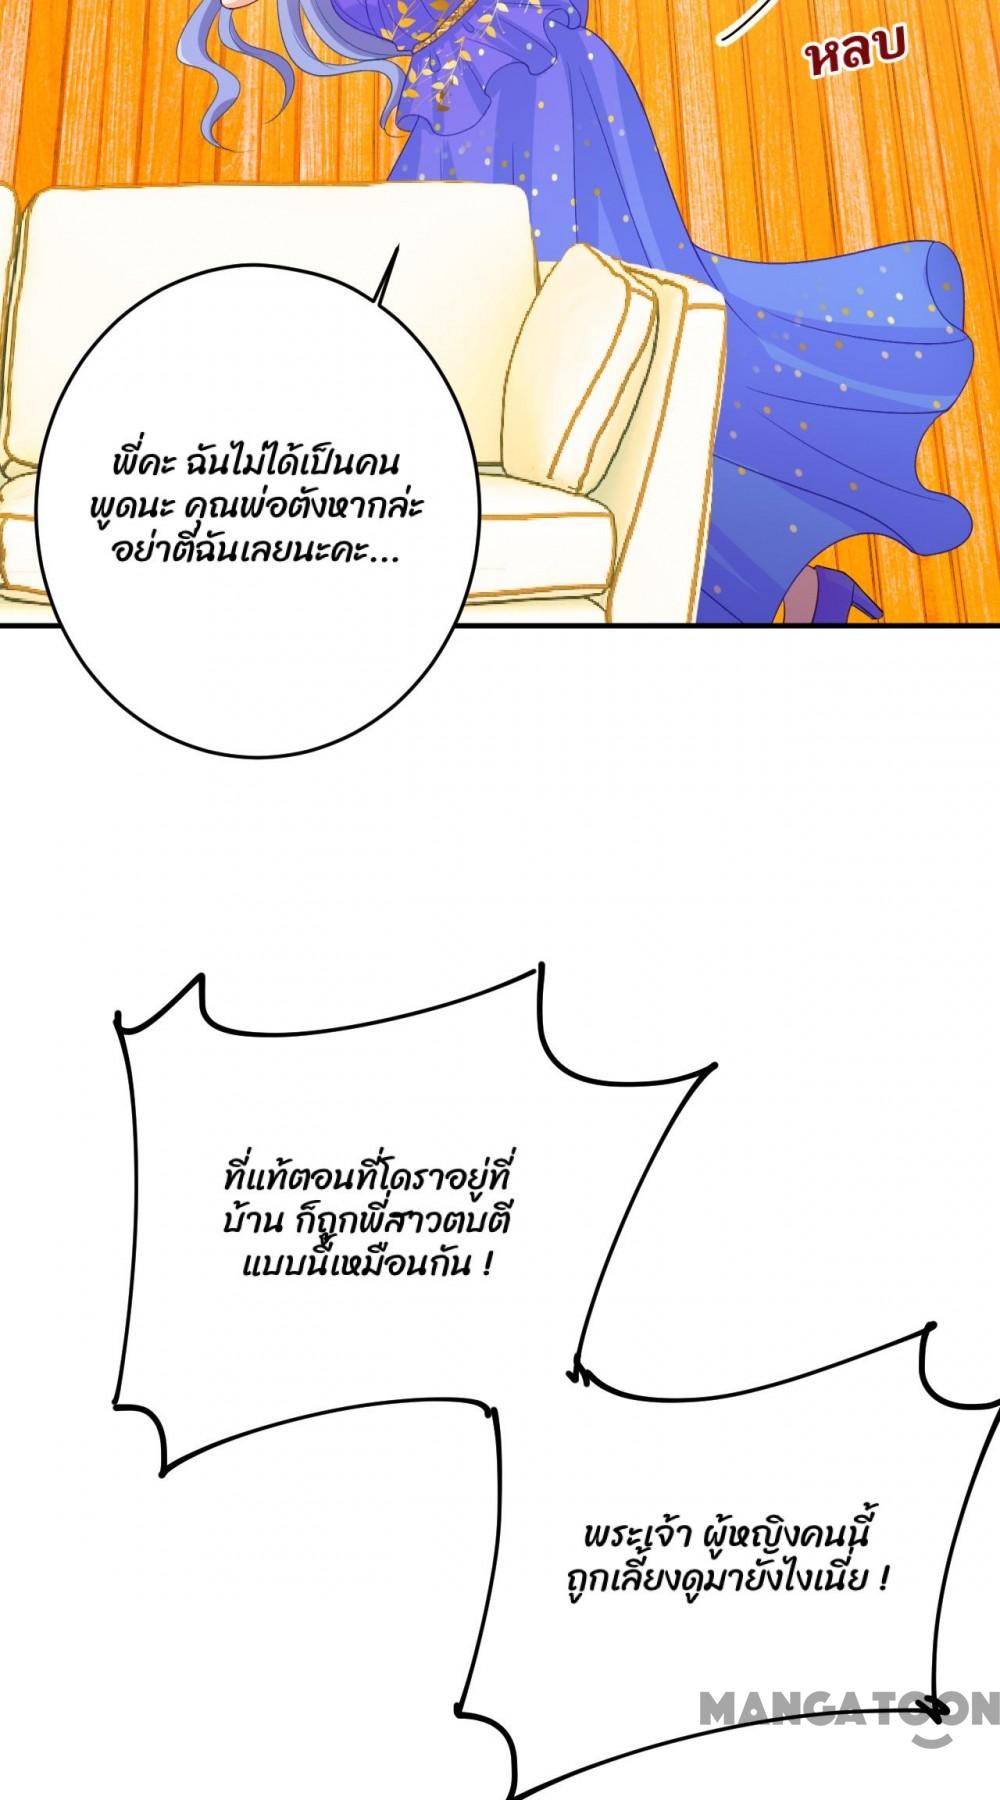 หลบ
พี่คะ ฉันไม่ได้เป็นคน
พูดนะ คุณพ่อตังหากล่ะ
อย่าตีฉันเลยนะคะ...
ที่แท้ตอนที่โดราอยู่ที่
บ้าน ก็ถูกพี่สาวตบตี
แบบนี้เหมือนกัน !
พระเจ้า ผู้หญิงคนนี้
ถูกเลี้ยงดูมายังไงเนี่ย !
MANGATOON